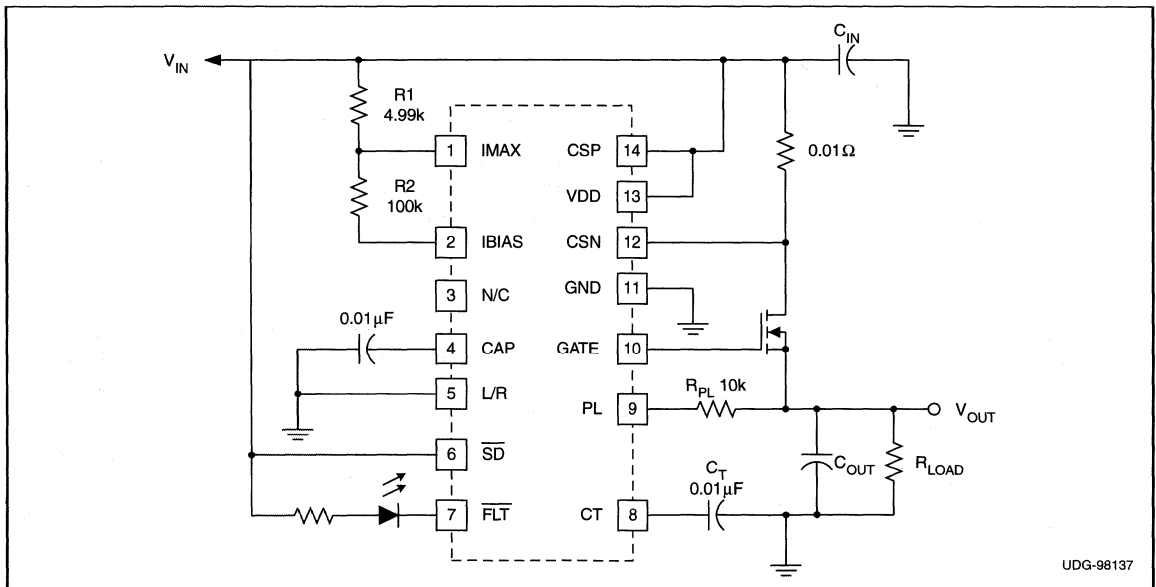 C_IN
V_IN
R1
4.99k
1 IMAX CSP 14
0.01Ω
VDD 13
R2
100k
2 IBIAS CSN 12
3 N/C GND 11
0.01µF
4 CAP GATE 10
5 L/R PL 9 R_PL 10k V_OUT
6 S̅D̅
C_OUT R_LOAD
C_T
0.01µF
7 F̅L̅T̅ CT 8
UDG-98137